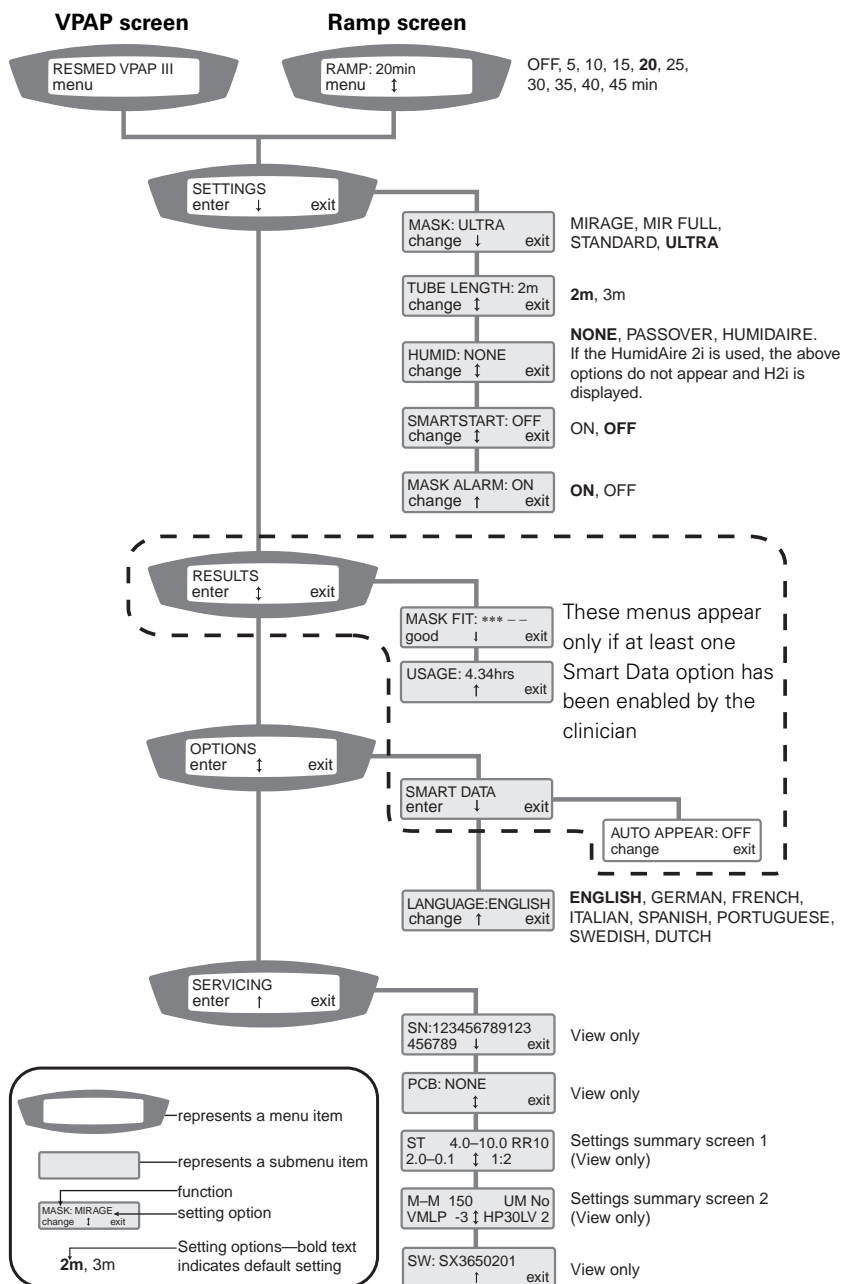 VPAP screen
Ramp screen
RESMED VPAP III
menu
RAMP: 20min
menu ↕
OFF, 5, 10, 15, 20, 25,
30, 35, 40, 45 min
SETTINGS
enter ↓ exit
MASK: ULTRA
change ↓ exit
MIRAGE, MIR FULL,
STANDARD, ULTRA
TUBE LENGTH: 2m
change ↕ exit
2m, 3m
HUMID: NONE
change ↕ exit
NONE, PASSOVER, HUMIDAIRE.
If the HumidAire 2i is used, the above
options do not appear and H2i is
displayed.
SMARTSTART: OFF
change ↕ exit
ON, OFF
MASK ALARM: ON
change ↑ exit
ON, OFF
RESULTS
enter ↕ exit
MASK FIT: *** – –
good ↓ exit
USAGE: 4.34hrs
↑ exit
These menus appear
only if at least one
Smart Data option has
been enabled by the
clinician
OPTIONS
enter ↕ exit
SMART DATA
enter ↓ exit
AUTO APPEAR: OFF
change exit
LANGUAGE:ENGLISH
change ↑ exit
ENGLISH, GERMAN, FRENCH,
ITALIAN, SPANISH, PORTUGUESE,
SWEDISH, DUTCH
SERVICING
enter ↑ exit
SN:123456789123
456789 ↓ exit
View only
PCB: NONE
↕ exit
View only
ST 4.0–10.0 RR10
2.0–0.1 ↕ 1:2
Settings summary screen 1
(View only)
M–M 150 UM No
VMLP -3 ↕ HP30LV 2
Settings summary screen 2
(View only)
SW: SX3650201
↑ exit
View only
represents a menu item
represents a submenu item
function
MASK: MIRAGE
change ↕ exit
setting option
2m, 3m
Setting options—bold text
indicates default setting